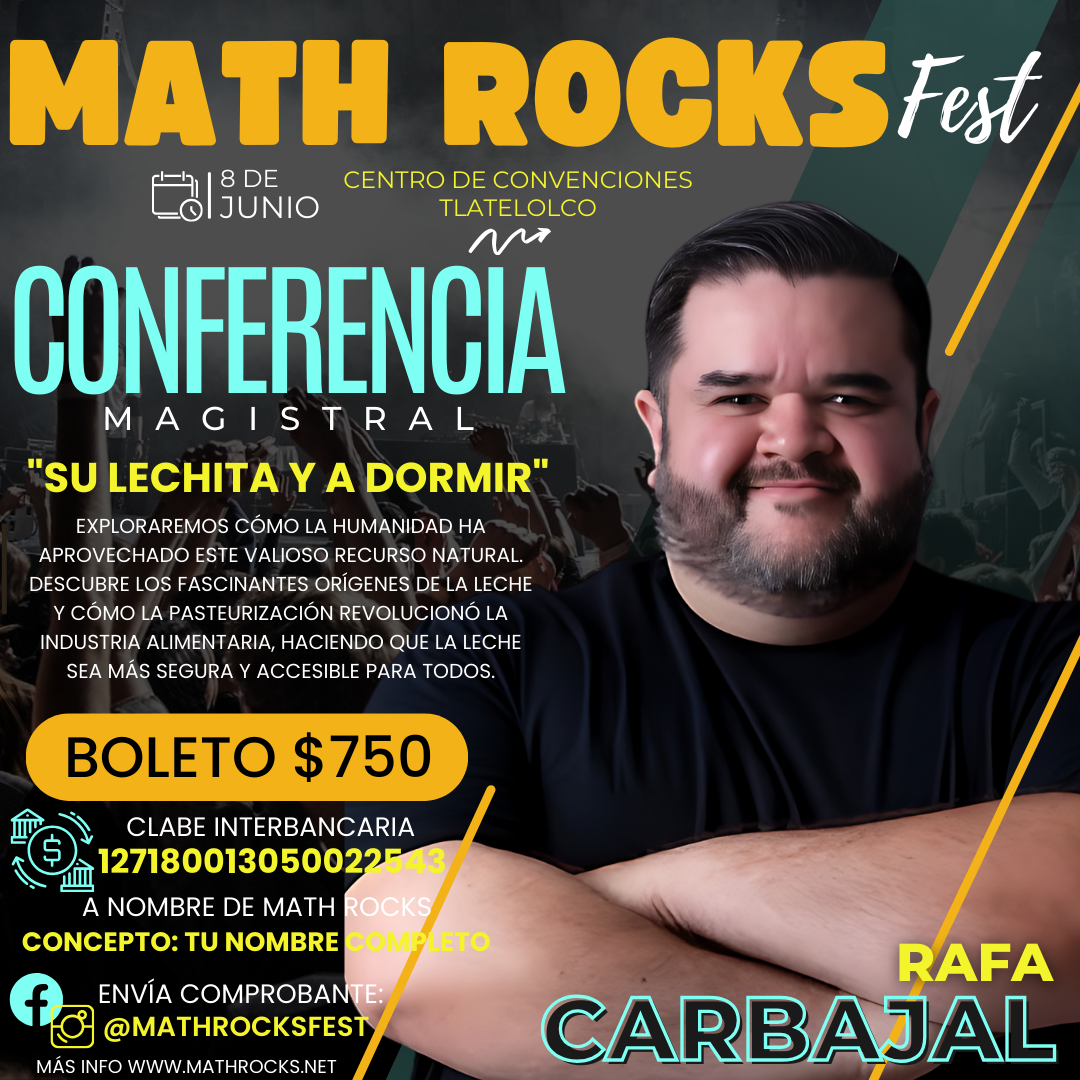 MATH ROCKS Fest
8 DE
JUNIO
CENTRO DE CONVENCIONES
TLATELOLCO
CONFERENCIA
MAGISTRAL
"SU LECHITA Y A DORMIR"
EXPLORAREMOS CÓMO LA HUMANIDAD HA
APROVECHADO ESTE VALIOSO RECURSO NATURAL.
DESCUBRE LOS FASCINANTES ORÍGENES DE LA LECHE
Y CÓMO LA PASTEURIZACIÓN REVOLUCIONÓ LA
INDUSTRIA ALIMENTARIA, HACIENDO QUE LA LECHE
SEA MÁS SEGURA Y ACCESIBLE PARA TODOS.
BOLETO $750
CLABE INTERBANCARIA
127180013050022543
A NOMBRE DE MATH ROCKS
CONCEPTO: TU NOMBRE COMPLETO
ENVÍA COMPROBANTE:
@MATHROCKSFEST
MÁS INFO WWW.MATHROCKS.NET
RAFA
CARBAJAL